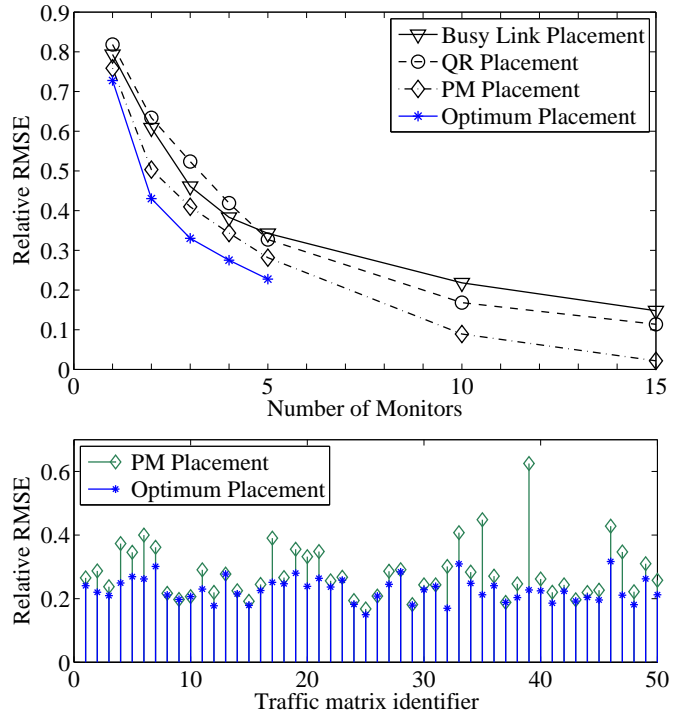 0.9
0.8
0.7
0.6
0.5
0.4
0.3
0.2
0.1
0
Relative RMSE
Busy Link Placement
QR Placement
PM Placement
Optimum Placement
0 5 10 15
Number of Monitors
0.6
0.4
0.2
0
Relative RMSE
PM Placement
Optimum Placement
0 10 20 30 40 50
Traffic matrix identifier